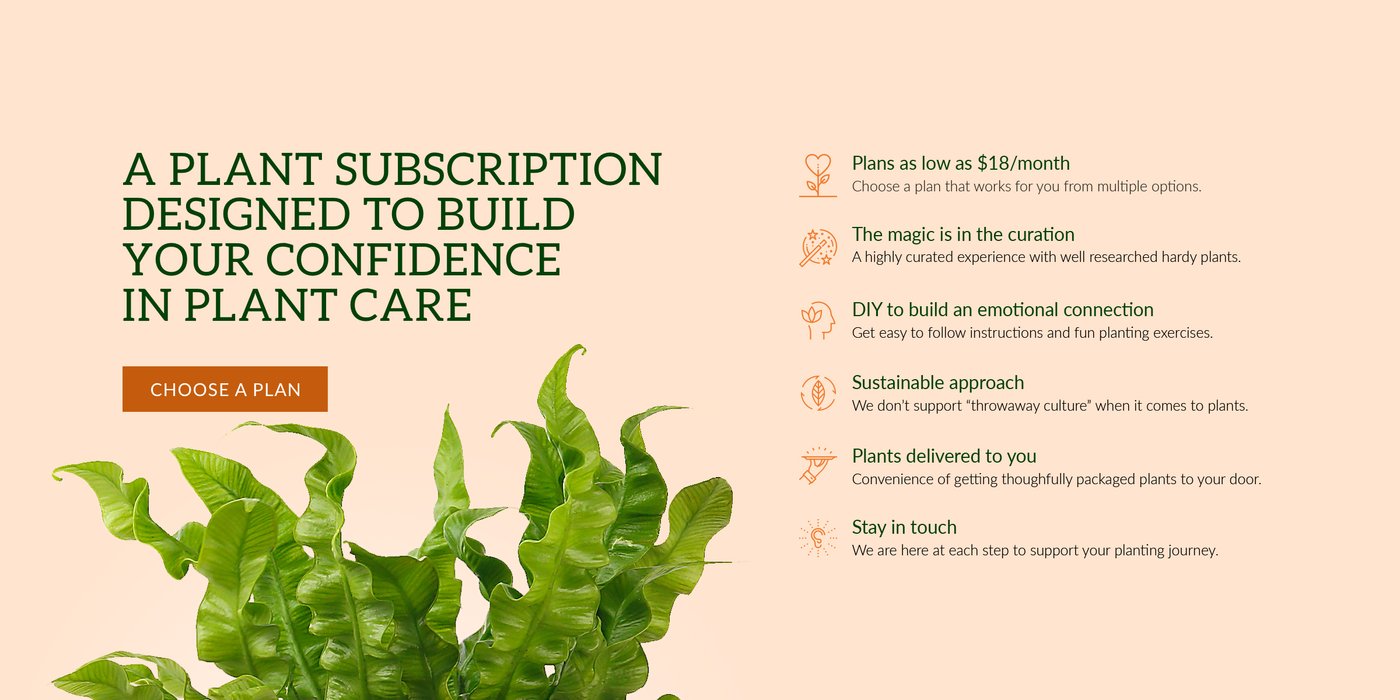 A PLANT SUBSCRIPTION
DESIGNED TO BUILD
YOUR CONFIDENCE
IN PLANT CARE
CHOOSE A PLAN
Plans as low as $18/month
Choose a plan that works for you from multiple options.
The magic is in the curation
A highly curated experience with well researched hardy plants.
DIY to build an emotional connection
Get easy to follow instructions and fun planting exercises.
Sustainable approach
We don’t support “throwaway culture” when it comes to plants.
Plants delivered to you
Convenience of getting thoughfully packaged plants to your door.
Stay in touch
We are here at each step to support your planting journey.